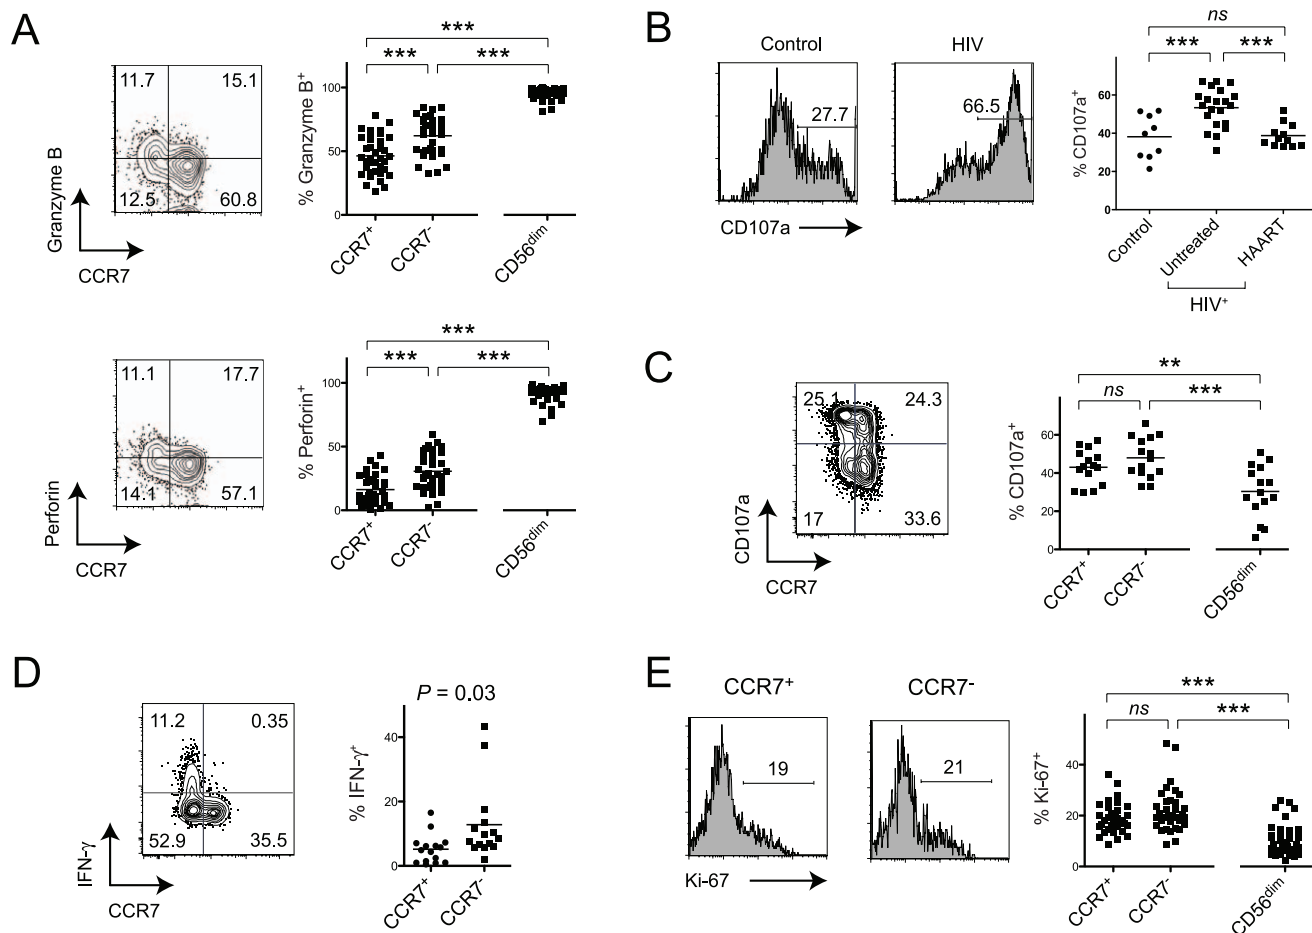 A
11.7 15.1
12.5 60.8
Granzyme B
CCR7
***
*** ***
100
50
0
% Granzyme B+
CCR7+ CCR7- CD56dim
11.1 17.7
14.1 57.1
Perforin
CCR7
***
*** ***
100
50
0
% Perforin+
CCR7+ CCR7- CD56dim
B
Control HIV
27.7 66.5
CD107a
ns
*** ***
60
40
20
0
% CD107a+
Control Untreated HAART
HIV+
C
25.1 24.3
17 33.6
CD107a
CCR7
**
ns ***
60
40
20
0
% CD107a+
CCR7+ CCR7- CD56dim
D
11.2 0.35
52.9 35.5
IFN-γ
CCR7
P = 0.03
40
20
0
% IFN-γ+
CCR7+ CCR7-
E
CCR7+ CCR7-
19 21
Ki-67
***
ns ***
40
20
0
% Ki-67+
CCR7+ CCR7- CD56dim